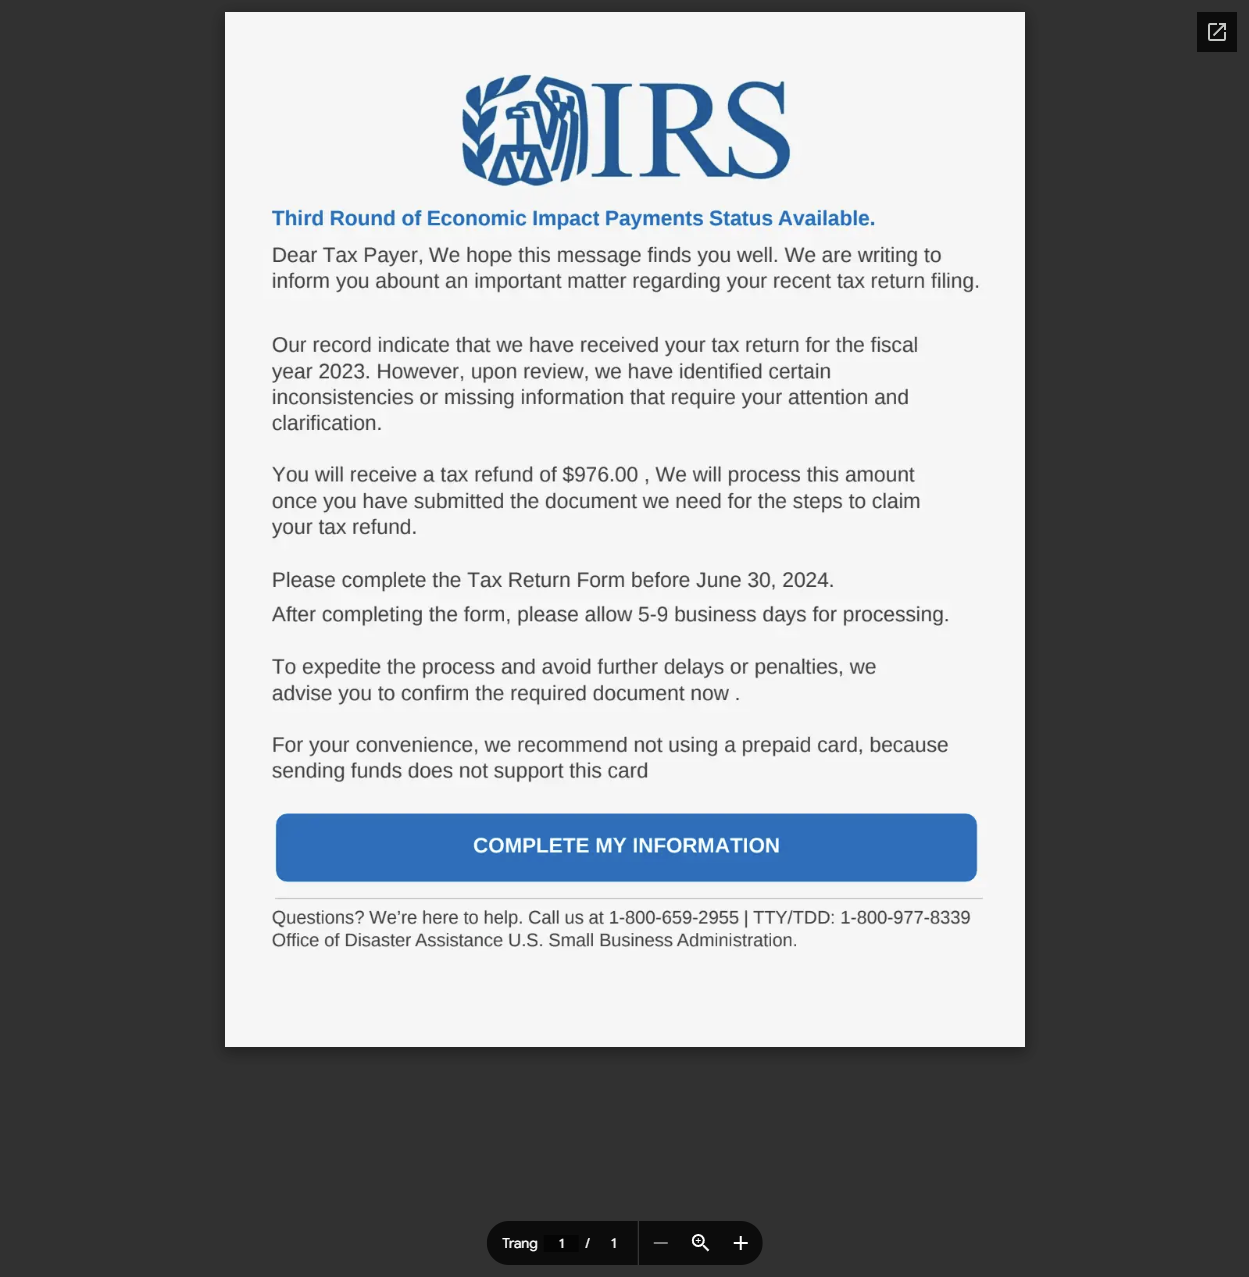 IRS
Third Round of Economic Impact Payments Status Available.
Dear Tax Payer, We hope this message finds you well. We are writing to
inform you abount an important matter regarding your recent tax return filing.
Our record indicate that we have received your tax return for the fiscal
year 2023. However, upon review, we have identified certain
inconsistencies or missing information that require your attention and
clarification.
You will receive a tax refund of $976.00 , We will process this amount
once you have submitted the document we need for the steps to claim
your tax refund.
Please complete the Tax Return Form before June 30, 2024.
After completing the form, please allow 5-9 business days for processing.
To expedite the process and avoid further delays or penalties, we
advise you to confirm the required document now .
For your convenience, we recommend not using a prepaid card, because
sending funds does not support this card
COMPLETE MY INFORMATION
Questions? We’re here to help. Call us at 1-800-659-2955 | TTY/TDD: 1-800-977-8339
Office of Disaster Assistance U.S. Small Business Administration.
Trang 1 / 1